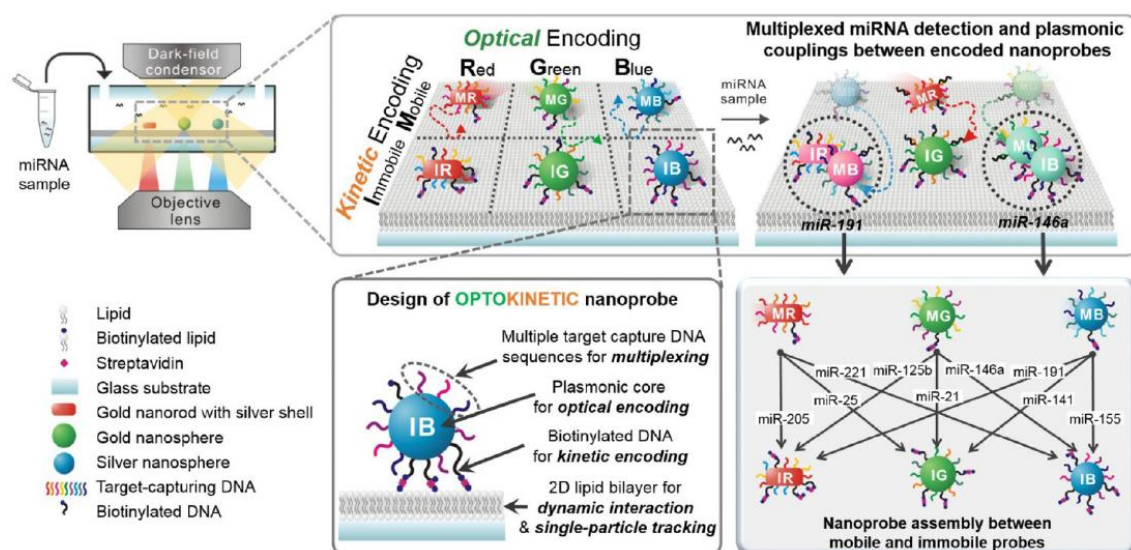 Dark-field
condensor
miRNA
sample
Objective
lens
Optical Encoding
Red
Green
Blue
Kinetic Encoding
Immobile
Mobile
MR
MG
MB
IR
IG
IB
miRNA
sample
Multiplexed miRNA detection and plasmonic
couplings between encoded nanoprobes
MB
MR
MG
IR
MB
IG
MG
IB
miR-191
miR-146a
Lipid
Biotinylated lipid
Streptavidin
Glass substrate
Gold nanorod with silver shell
Gold nanosphere
Silver nanosphere
Target-capturing DNA
Biotinylated DNA
Design of OPTOKINETIC nanoprobe
Multiple target capture DNA
sequences for multiplexing
Plasmonic core
for optical encoding
Biotinylated DNA
for kinetic encoding
2D lipid bilayer for
dynamic interaction
& single-particle tracking
IB
MR
MG
MB
miR-221
miR-125b
miR-146a
miR-191
miR-205
miR-25
miR-21
miR-141
miR-155
IR
IG
IB
Nanoprobe assembly between
mobile and immobile probes